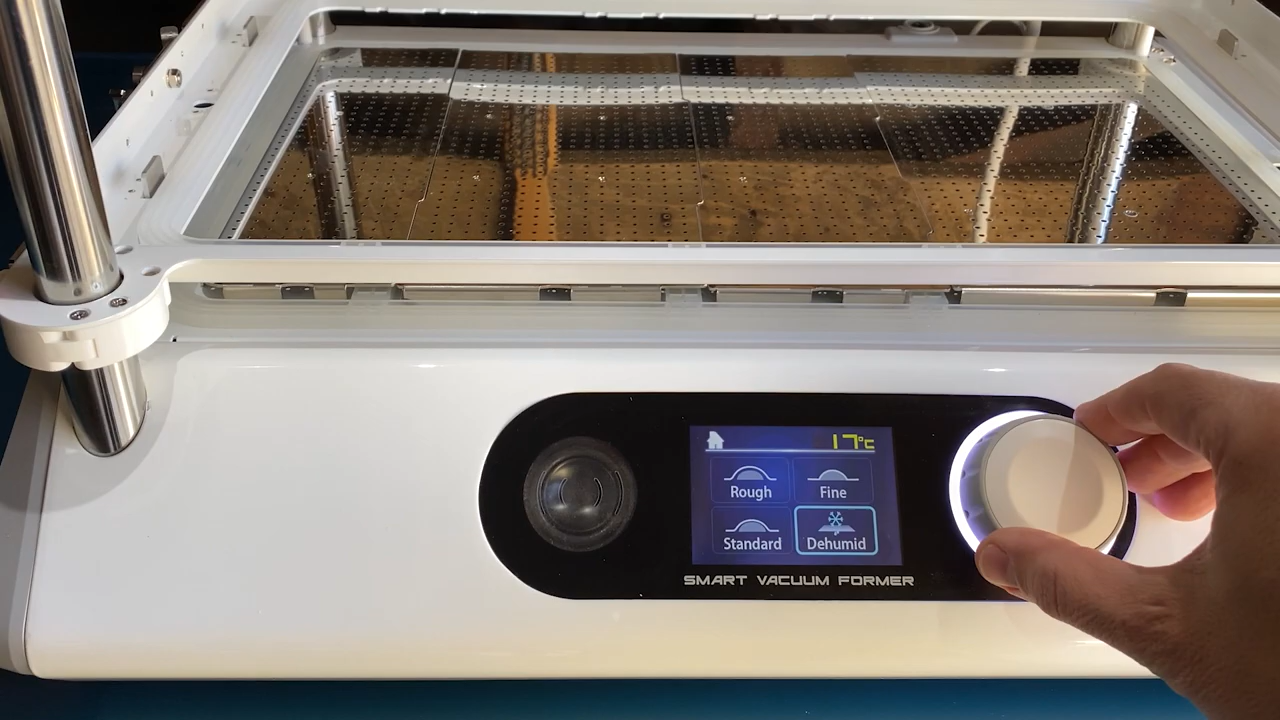 17°C
Rough
Fine
Standard
Dehumid
SMART VACUUM FORMER